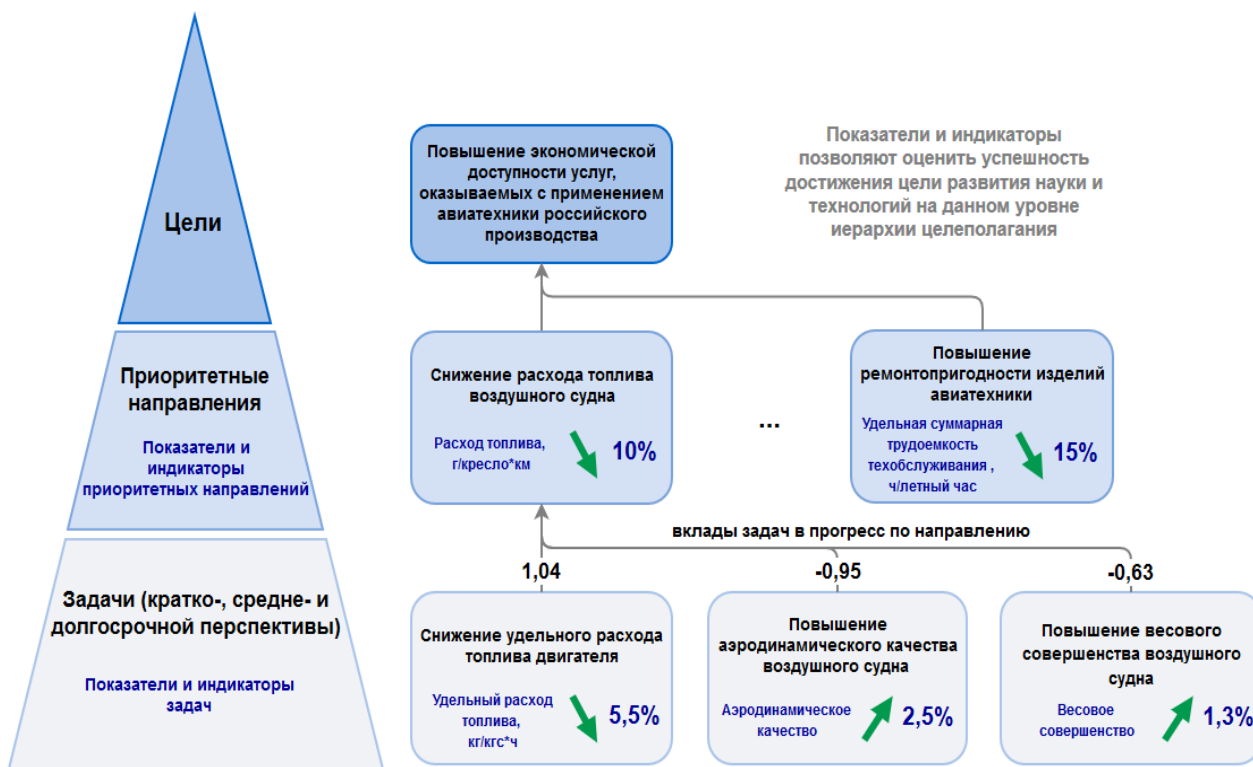 Цели
Повышение экономической
доступности услуг,
оказываемых с применением
авиатехники российского
производства
Показатели и индикаторы
позволяют оценить успешность
достижения цели развития науки и
технологий на данном уровне
иерархии целеполагания
Приоритетные
направления
Показатели и
индикаторы
приоритетных направлений
Снижение расхода топлива
воздушного судна
Расход топлива,
г/кресло*км
10%
...
Повышение
ремонтопригодности изделий
авиатехники
Удельная суммарная
трудоемкость
техобслуживания ,
ч/летный час
15%
вклады задач в прогресс по направлению
1,04
-0,95
-0,63
Задачи (кратко-, средне- и
долгосрочной перспективы)
Показатели и индикаторы
задач
Снижение удельного расхода
топлива двигателя
Удельный расход
топлива,
кг/кгс*ч
5,5%
Повышение
аэродинамического качества
воздушного судна
Аэродинамическое
качество
2,5%
Повышение весового
совершенства воздушного
судна
Весовое
совершенство
1,3%